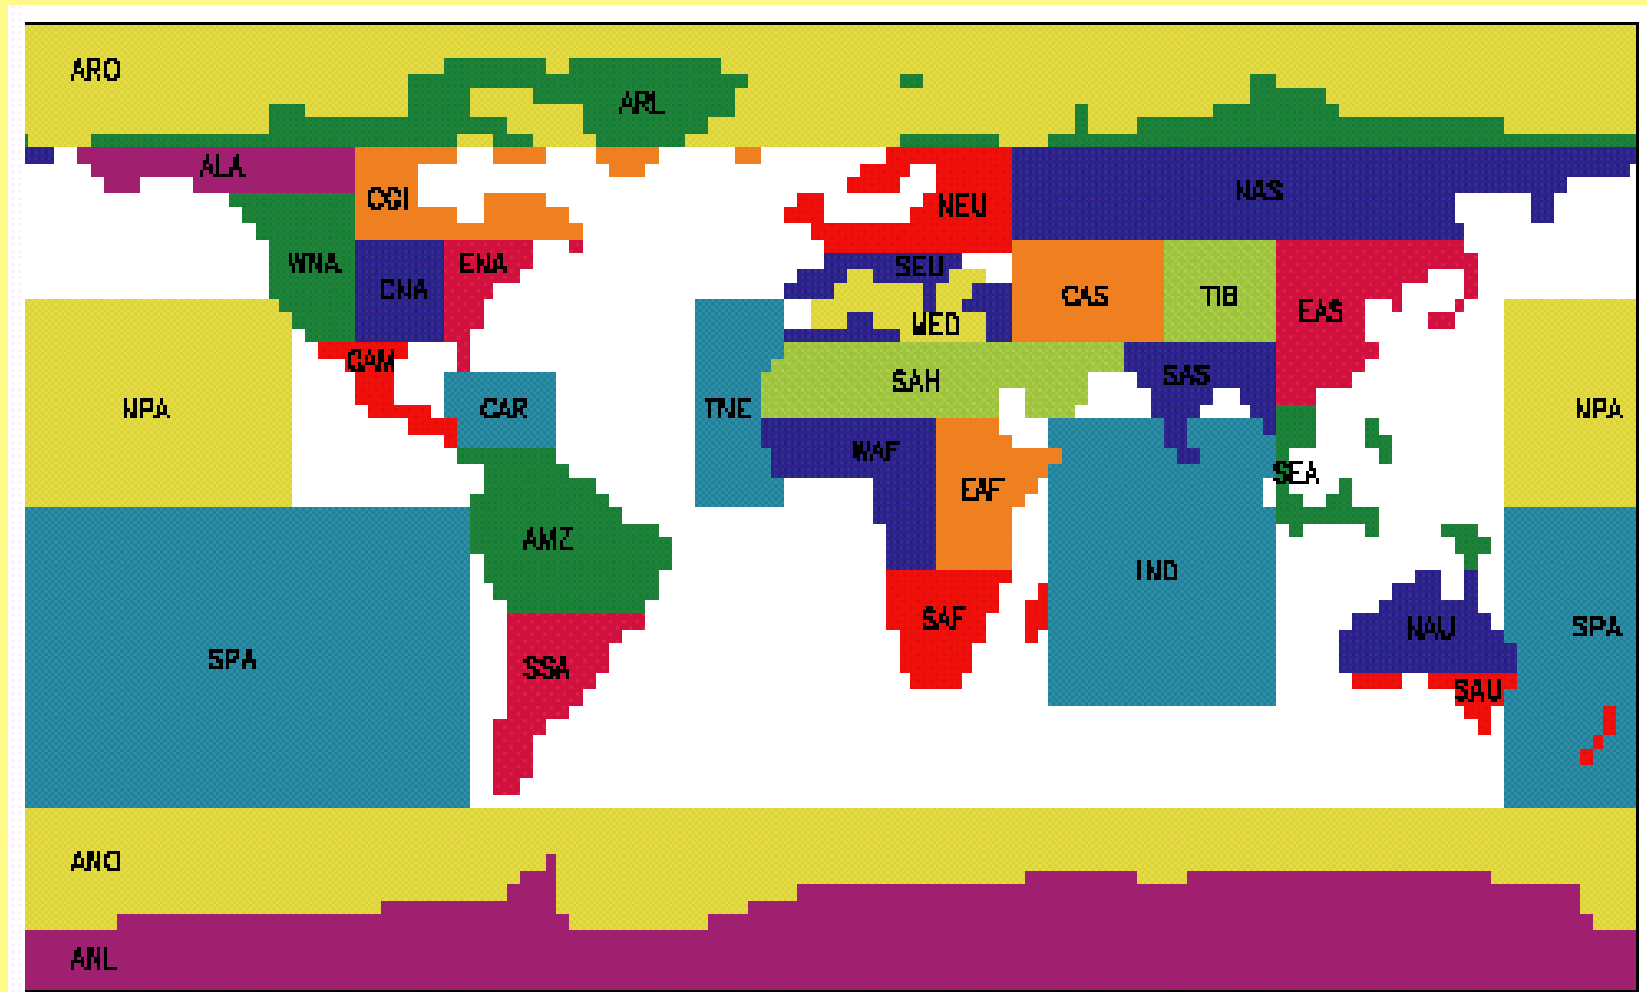 ARO
ARL
ALA
CGI
NEU
NAS
WNA
CNA
ENA
SEU
MED
CAS
TIB
EAS
CAM
NPA
CAR
TNE
SAH
SAS
NPA
WAF
EAF
SEA
AMZ
IND
SPA
SSA
SAF
NAU
SPA
SAU
ANO
ANL